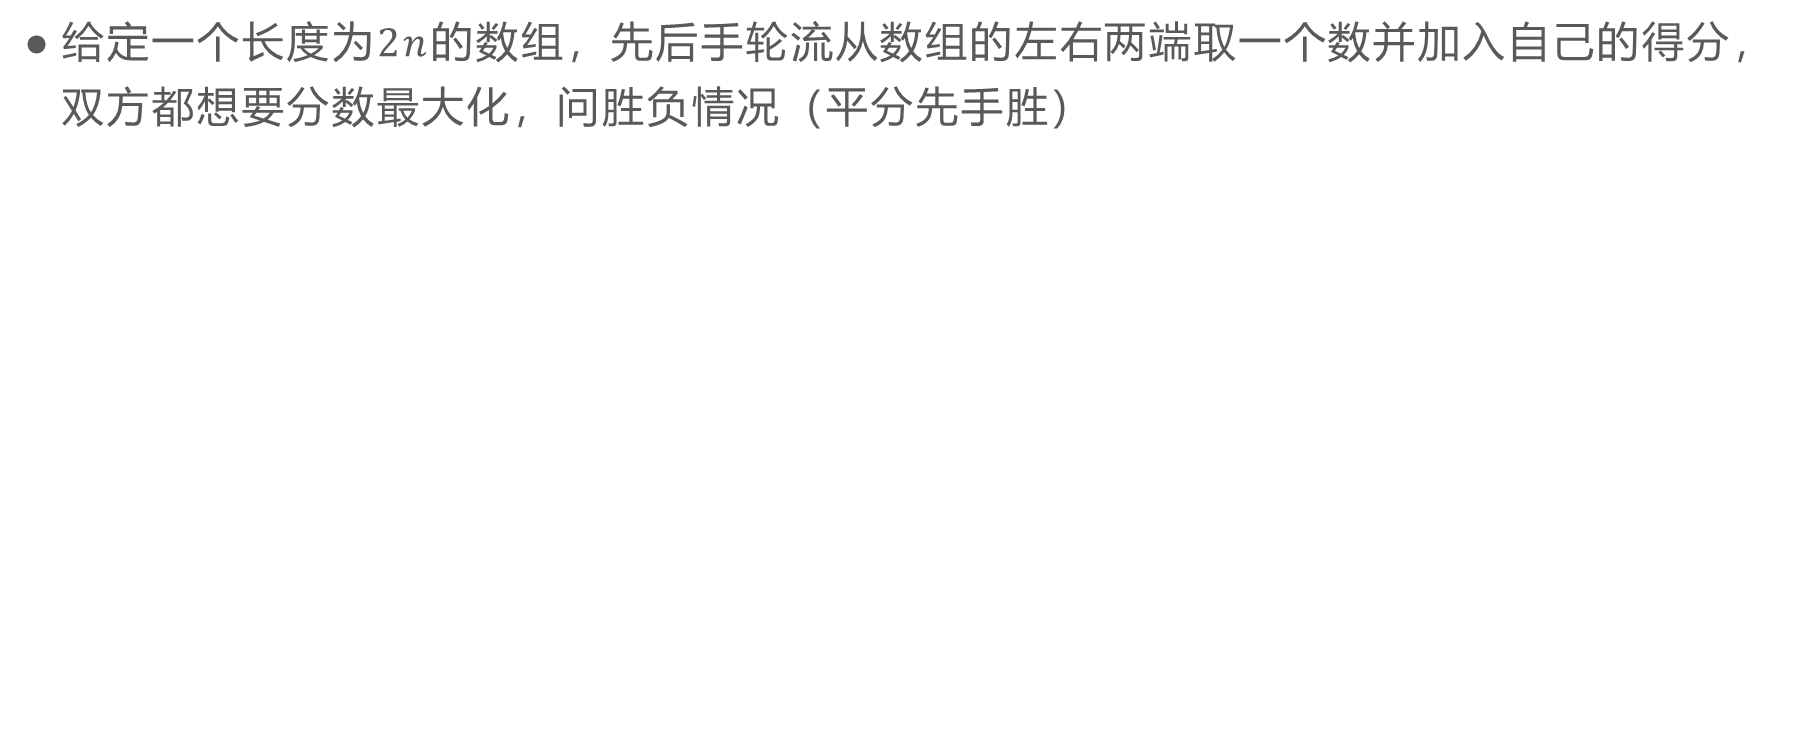 • 给定一个长度为2n的数组，先后手轮流从数组的左右两端取一个数并加入自己的得分，
双方都想要分数最大化，问胜负情况（平分先手胜）